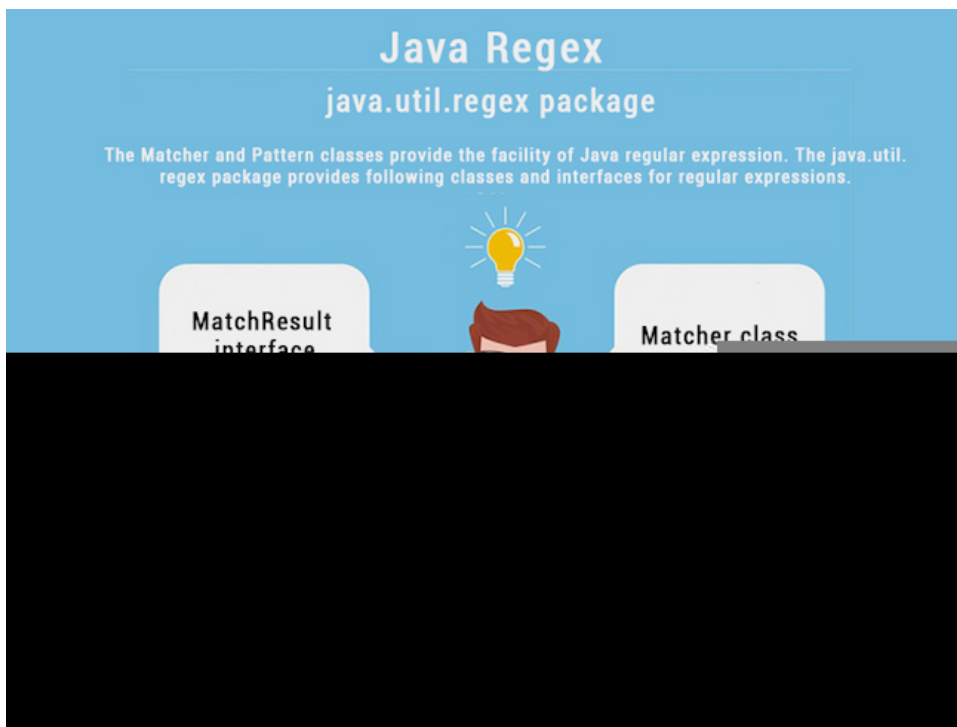 Java Regex
java.util.regex package
The Matcher and Pattern classes provide the facility of Java regular expression. The java.util.
regex package provides following classes and interfaces for regular expressions.
MatchResult
interface
Matcher class